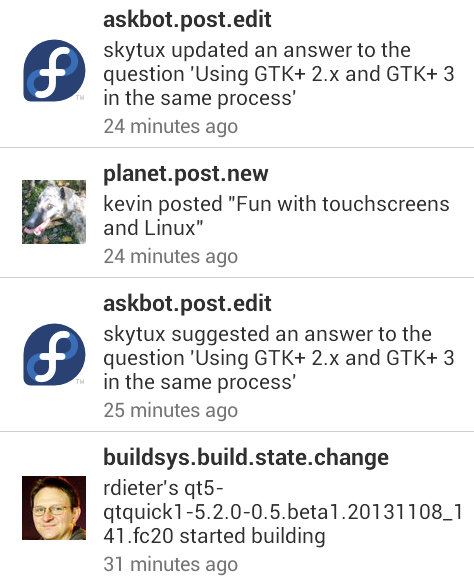 askbot.post.edit
skytux updated an answer to the
question 'Using GTK+ 2.x and GTK+ 3
in the same process'
24 minutes ago
planet.post.new
kevin posted "Fun with touchscreens
and Linux"
24 minutes ago
askbot.post.edit
skytux suggested an answer to the
question 'Using GTK+ 2.x and GTK+ 3
in the same process'
25 minutes ago
buildsys.build.state.change
rdieter's qt5-
qtquick1-5.2.0-0.5.beta1.20131108_1
41.fc20 started building
31 minutes ago